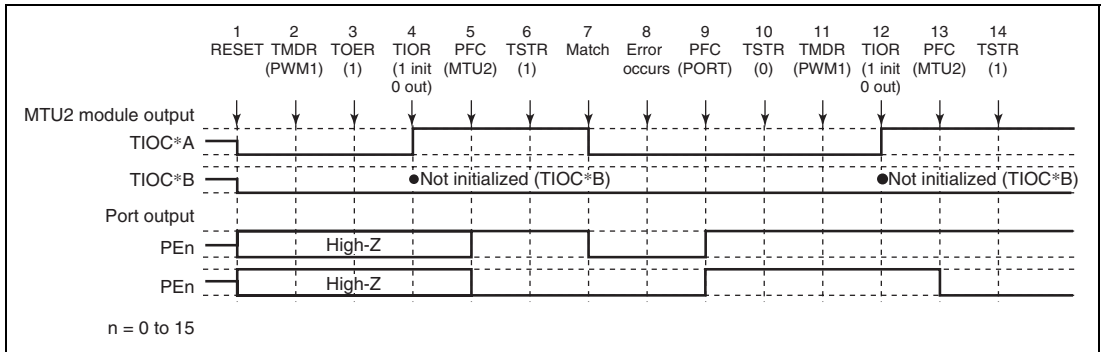 1 2 3 4 5 6 7 8 9 10 11 12 13 14
RESET TMDR TOER TIOR PFC TSTR Match Error PFC TSTR TMDR TIOR PFC TSTR
(PWM1) (1) (1 init (MTU2) (1) occurs (PORT) (0) (PWM1) (1 init (MTU2) (1)
0 out) 0 out)
MTU2 module output
TIOC*A
TIOC*B ●Not initialized (TIOC*B) ●Not initialized (TIOC*B)
Port output
PEn High-Z
PEn High-Z
n = 0 to 15